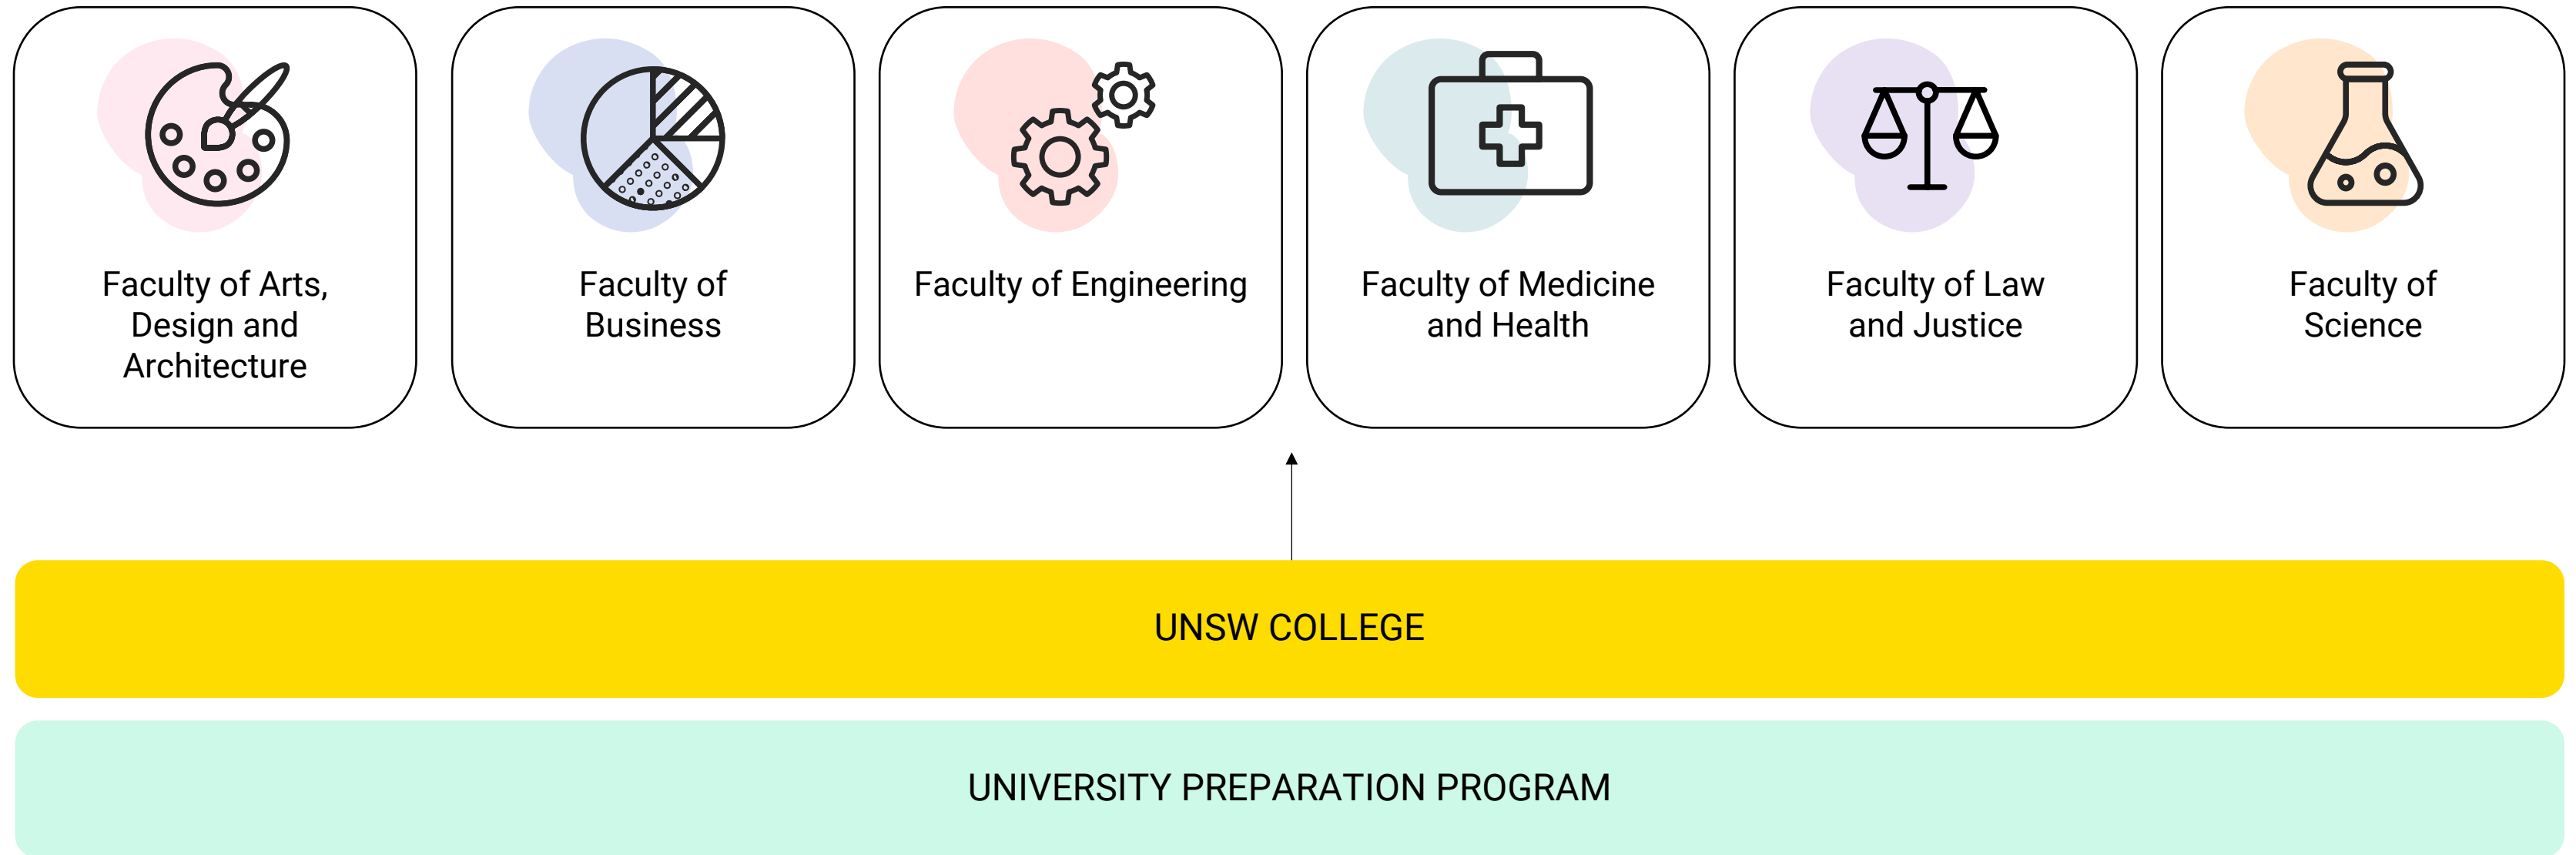 Faculty of Arts,
Design and
Architecture
Faculty of
Business
Faculty of Engineering
Faculty of Medicine
and Health
Faculty of Law
and Justice
Faculty of
Science
UNSW COLLEGE
UNIVERSITY PREPARATION PROGRAM